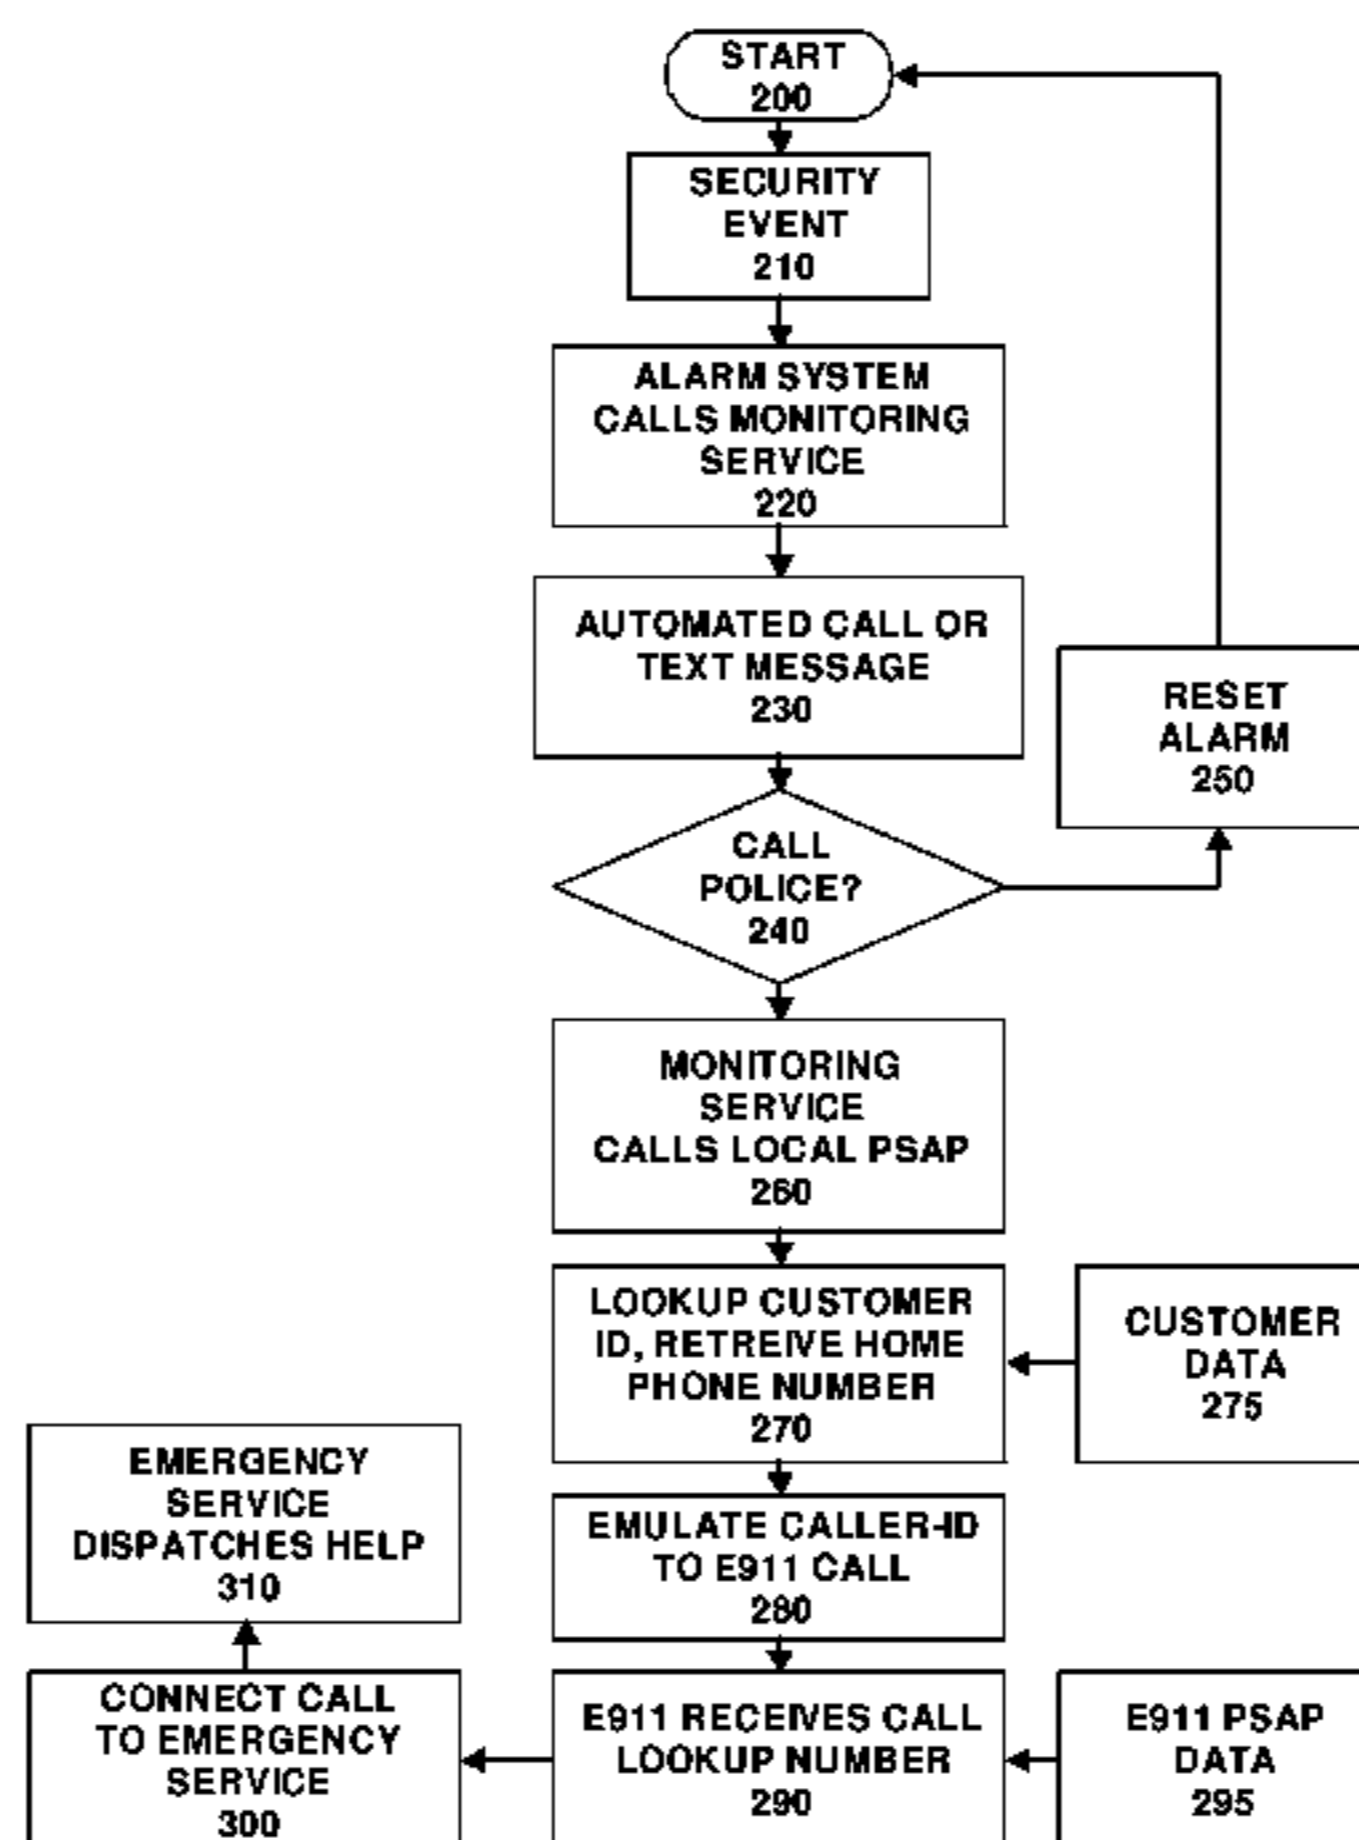 START
200
SECURITY
EVENT
210
ALARM SYSTEM
CALLS MONITORING
SERVICE
220
AUTOMATED CALL OR
TEXT MESSAGE
230
RESET
ALARM
250
CALL
POLICE?
240
MONITORING
SERVICE
CALLS LOCAL PSAP
260
LOOKUP CUSTOMER
ID, RETREIVE HOME
PHONE NUMBER
270
CUSTOMER
DATA
275
EMERGENCY
SERVICE
DISPATCHES HELP
310
EMULATE CALLER-ID
TO E911 CALL
280
CONNECT CALL
TO EMERGENCY
SERVICE
300
E911 RECEIVES CALL
LOOKUP NUMBER
290
E911 PSAP
DATA
295